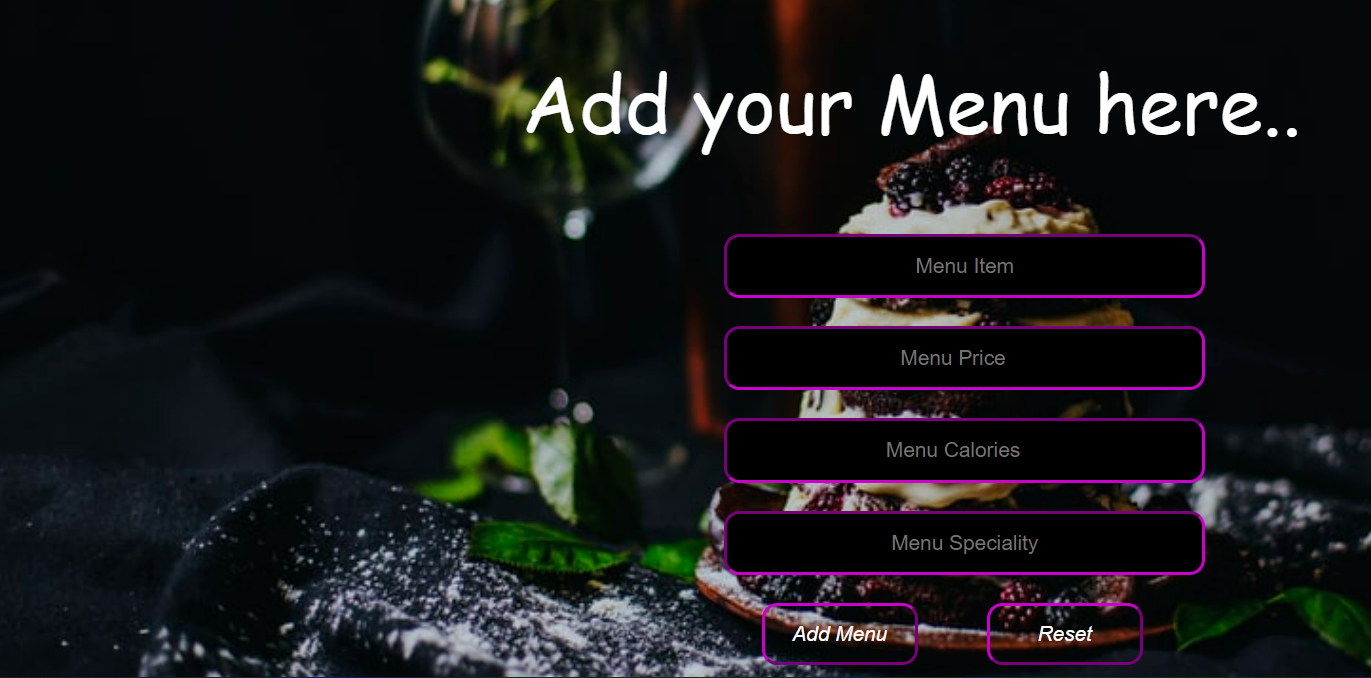 Add your Menu here..
Menu Item
Menu Price
Menu Calories
Menu Speciality
Add Menu Reset